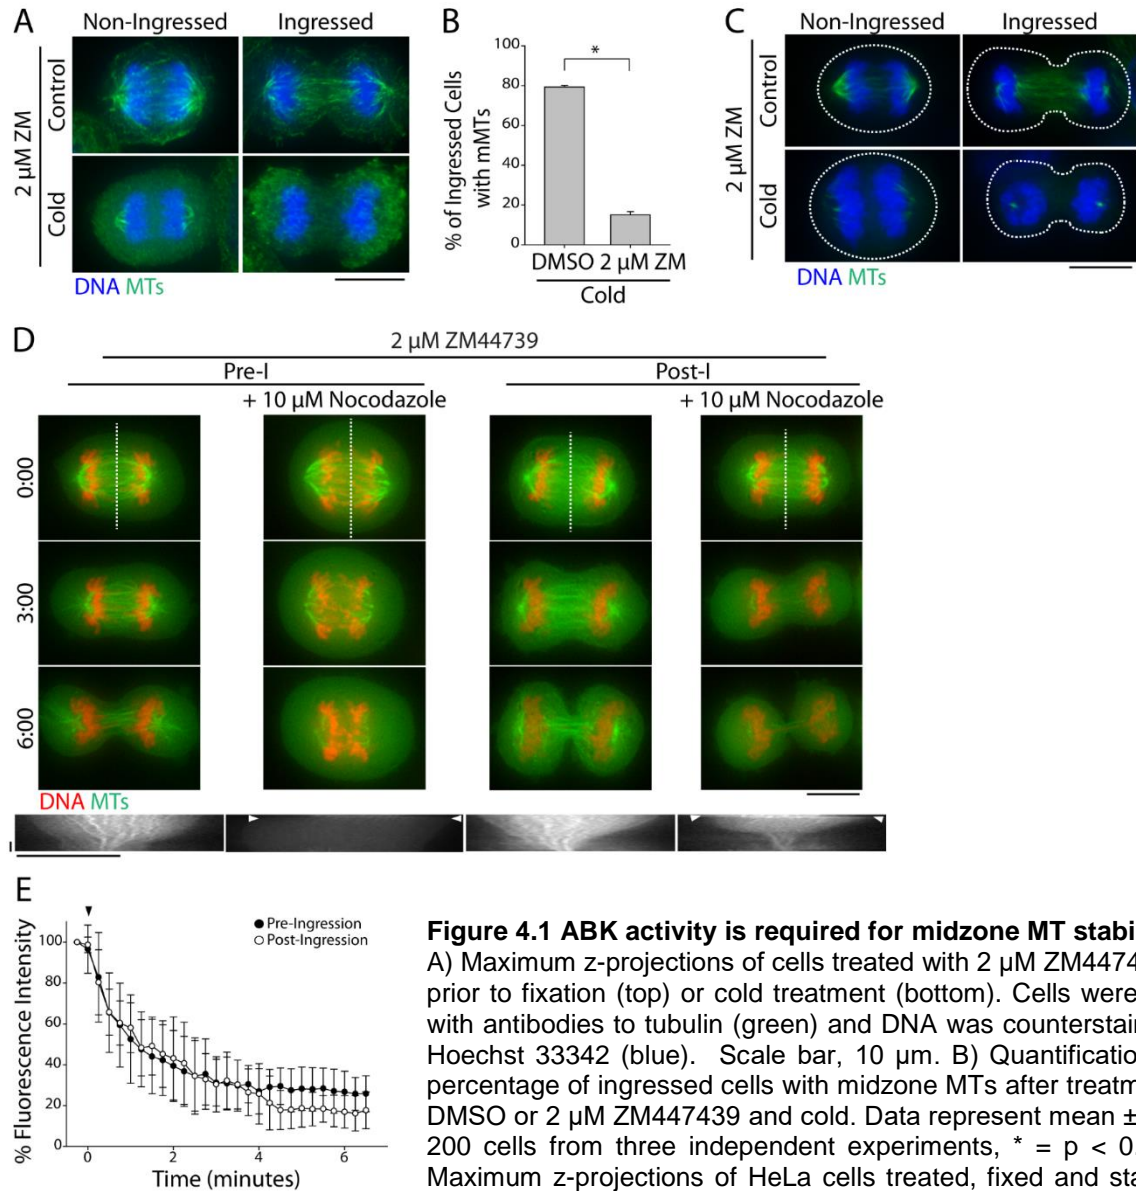 A
Non-Ingressed Ingressed
2 µM ZM
Control
Cold
DNA MTs
B
% of Ingressed Cells
with mMTs
100
80
60
40
20
0
*
DMSO 2 µM ZM
Cold
C
Non-Ingressed Ingressed
2 µM ZM
Control
Cold
DNA MTs
D
2 µM ZM44739
Pre-I Post-I
+ 10 µM Nocodazole + 10 µM Nocodazole
0:00
3:00
6:00
DNA MTs
E
% Fluorescence Intensity
100
80
60
40
20
0
Pre-Ingression
Post-Ingression
0 2 4 6
Time (minutes)
Figure 4.1 ABK activity is required for midzone MT stabi
A) Maximum z-projections of cells treated with 2 µM ZM4474
prior to fixation (top) or cold treatment (bottom). Cells were
with antibodies to tubulin (green) and DNA was counterstain
Hoechst 33342 (blue). Scale bar, 10 µm. B) Quantificatio
percentage of ingressed cells with midzone MTs after treatm
DMSO or 2 µM ZM447439 and cold. Data represent mean ±
200 cells from three independent experiments, * = p < 0.
Maximum z-projections of HeLa cells treated, fixed and sta